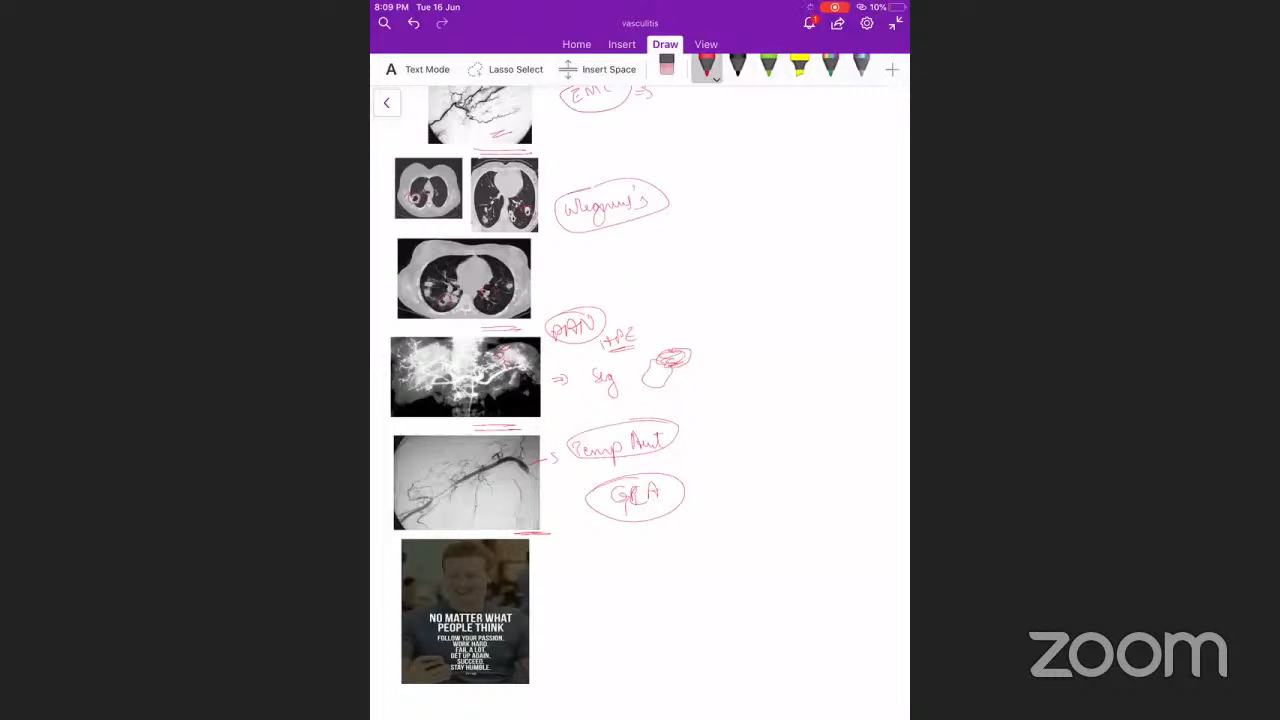 8:09 PM Tue 16 Jun
10%
vasculitis
Home Insert Draw View
Text Mode Lasso Select Insert Space
Wegnur's
PAN
HPE
Seg
Temp Art
GCA
NO MATTER WHAT
PEOPLE THINK
FOLLOW YOUR PASSION.
WORK HARD.
FAIL A LOT.
GET UP AGAIN.
SUCCEED.
STAY HUMBLE.
zoom